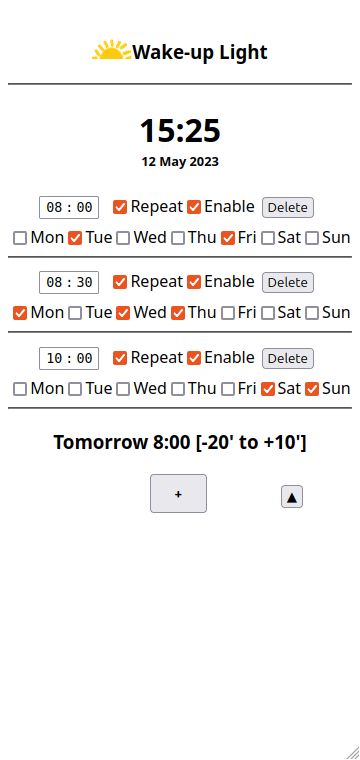 Wake-up Light
15:25
12 May 2023
08:00 Repeat Enable Delete
Mon Tue Wed Thu Fri Sat Sun
08:30 Repeat Enable Delete
Mon Tue Wed Thu Fri Sat Sun
10:00 Repeat Enable Delete
Mon Tue Wed Thu Fri Sat Sun
Tomorrow 8:00 [-20' to +10']
+ ▲